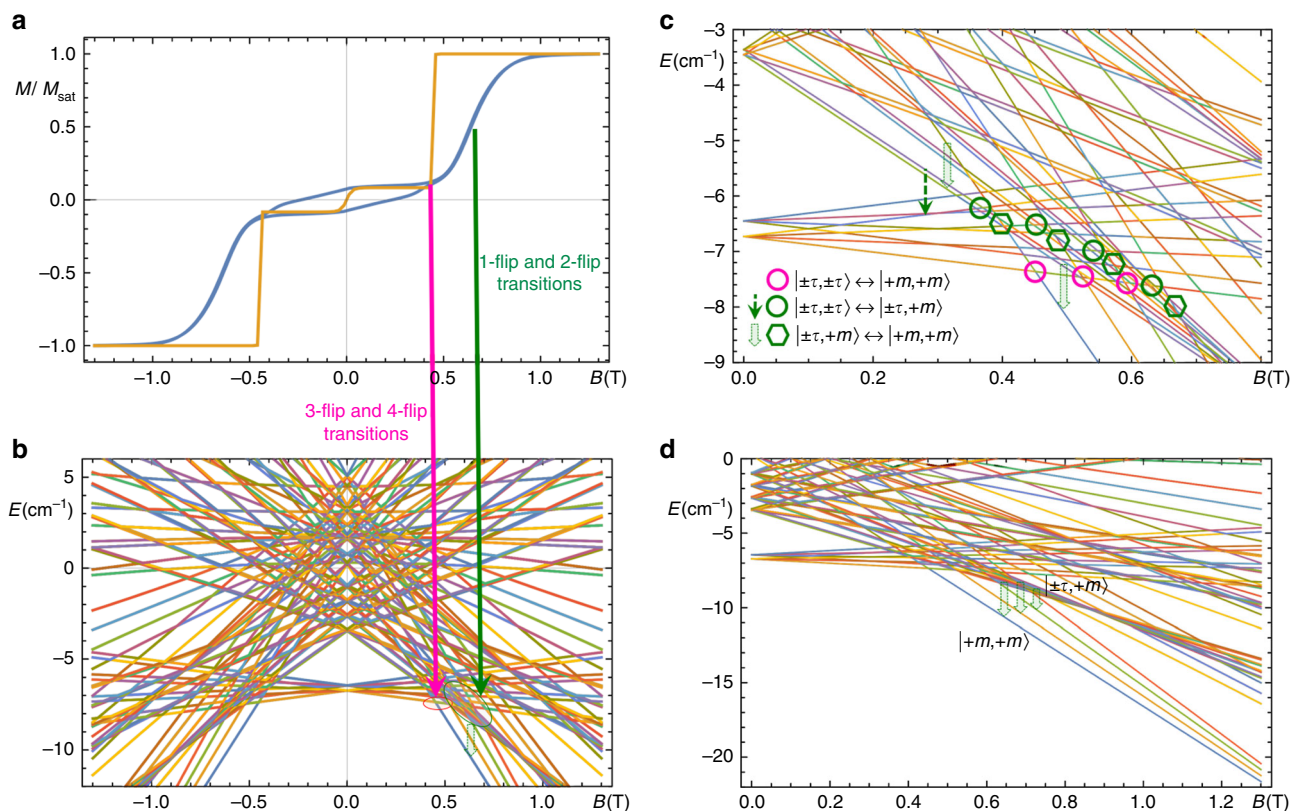 a
1.0
M/ Msat
0.5
0.0
−0.5
−1.0
−1.0
−0.5
0.0
0.5
1.0
B(T)
1-flip and 2-flip
transitions
3-flip and 4-flip
transitions
b
5
E(cm⁻¹)
0
−5
−10
−1.0
−0.5
0.0
0.5
1.0
B(T)
c
−3
E(cm⁻¹)
−4
−5
−6
−7
−8
−9
|±τ,±τ⟩ ↔ |+m,+m⟩
|±τ,±τ⟩ ↔ |±τ,+m⟩
|±τ,+m⟩ ↔ |+m,+m⟩
0.0
0.2
0.4
0.6
B(T)
d
0
E(cm⁻¹)
−5
−10
−15
−20
|±τ,+m⟩
|+m,+m⟩
0.0
0.2
0.4
0.6
0.8
1.0
1.2
B(T)